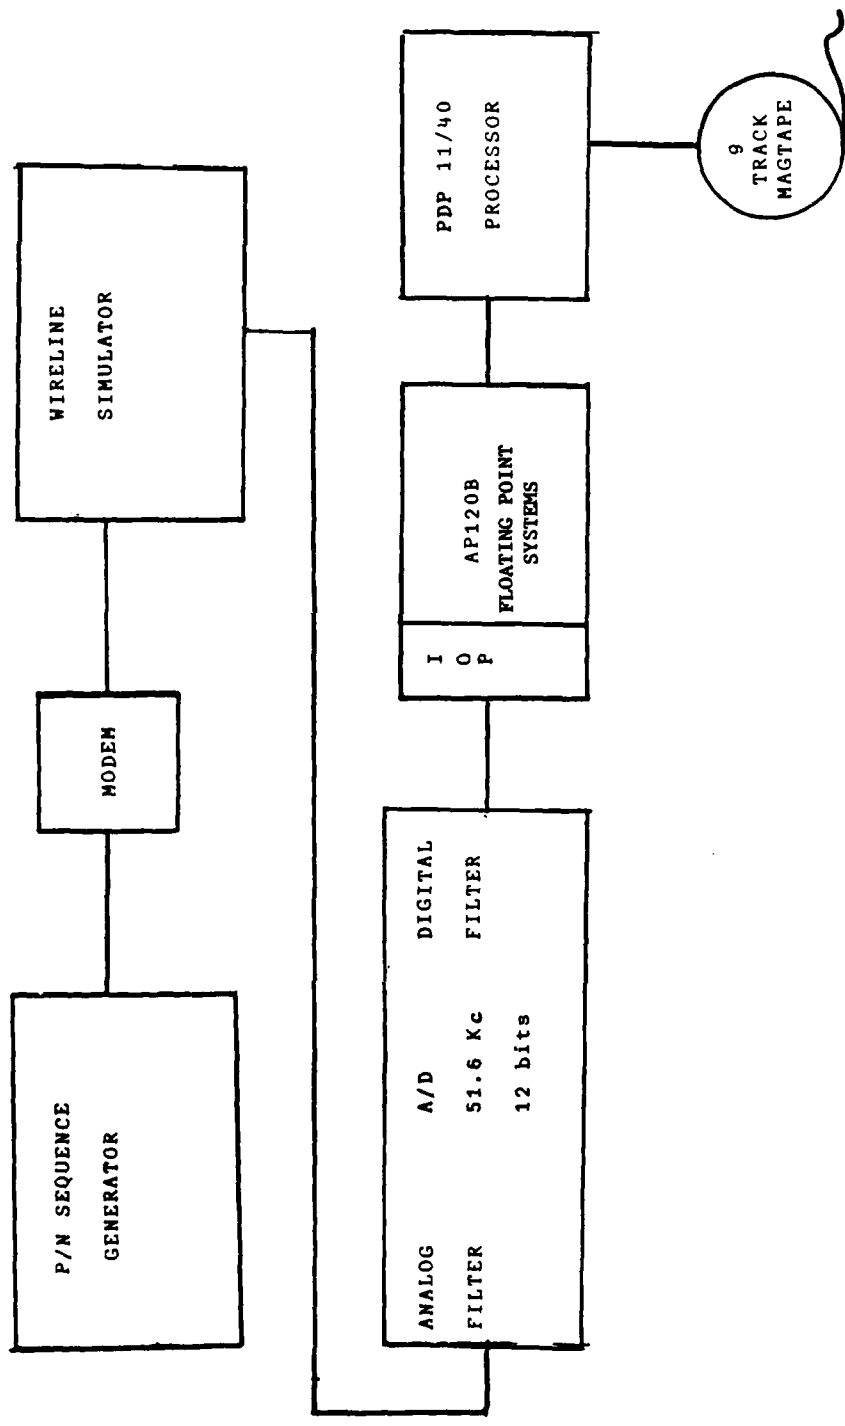 P/N SEQUENCE
GENERATOR
MODEM
WIRELINE
SIMULATOR
ANALOG
FILTER
A/D
51.6 Kc
12 bits
DIGITAL
FILTER
I
O
P
AP120B
FLOATING POINT
SYSTEMS
PDP 11/40
PROCESSOR
9
TRACK
MAGTAPE